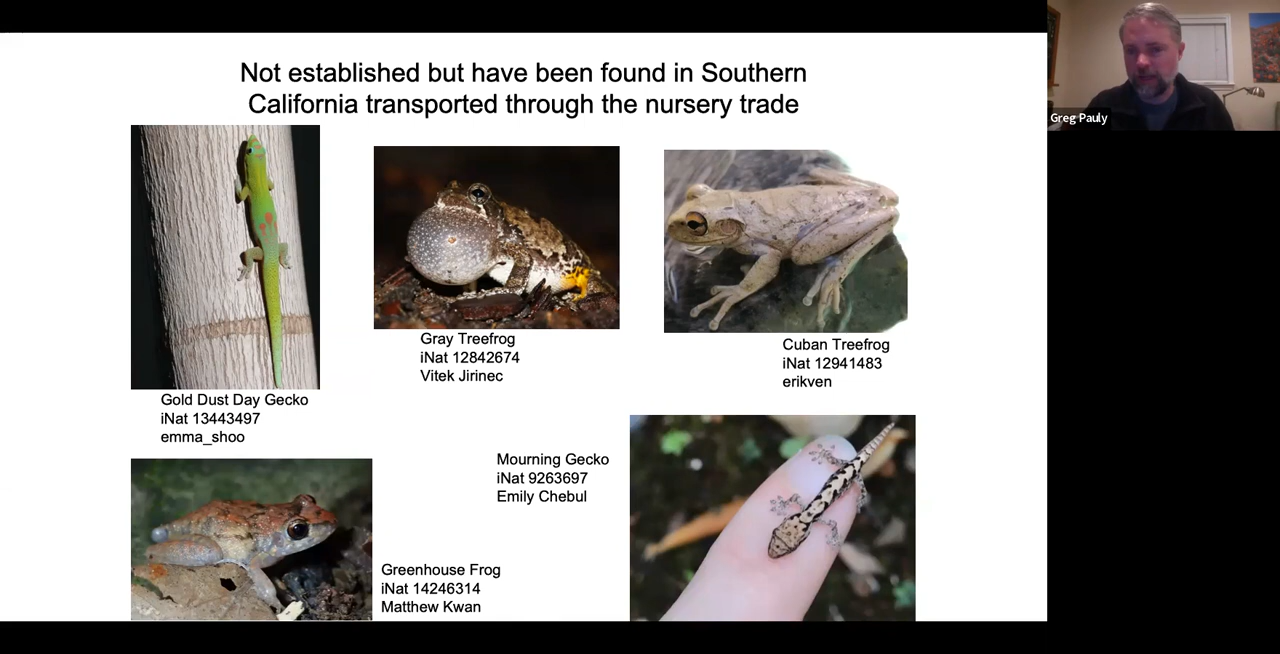 Not established but have been found in Southern
California transported through the nursery trade
Greg Pauly
Gold Dust Day Gecko
iNat 13443497
emma_shoo
Gray Treefrog
iNat 12842674
Vitek Jirinec
Cuban Treefrog
iNat 12941483
erikven
Greenhouse Frog
iNat 14246314
Matthew Kwan
Mourning Gecko
iNat 9263697
Emily Chebul